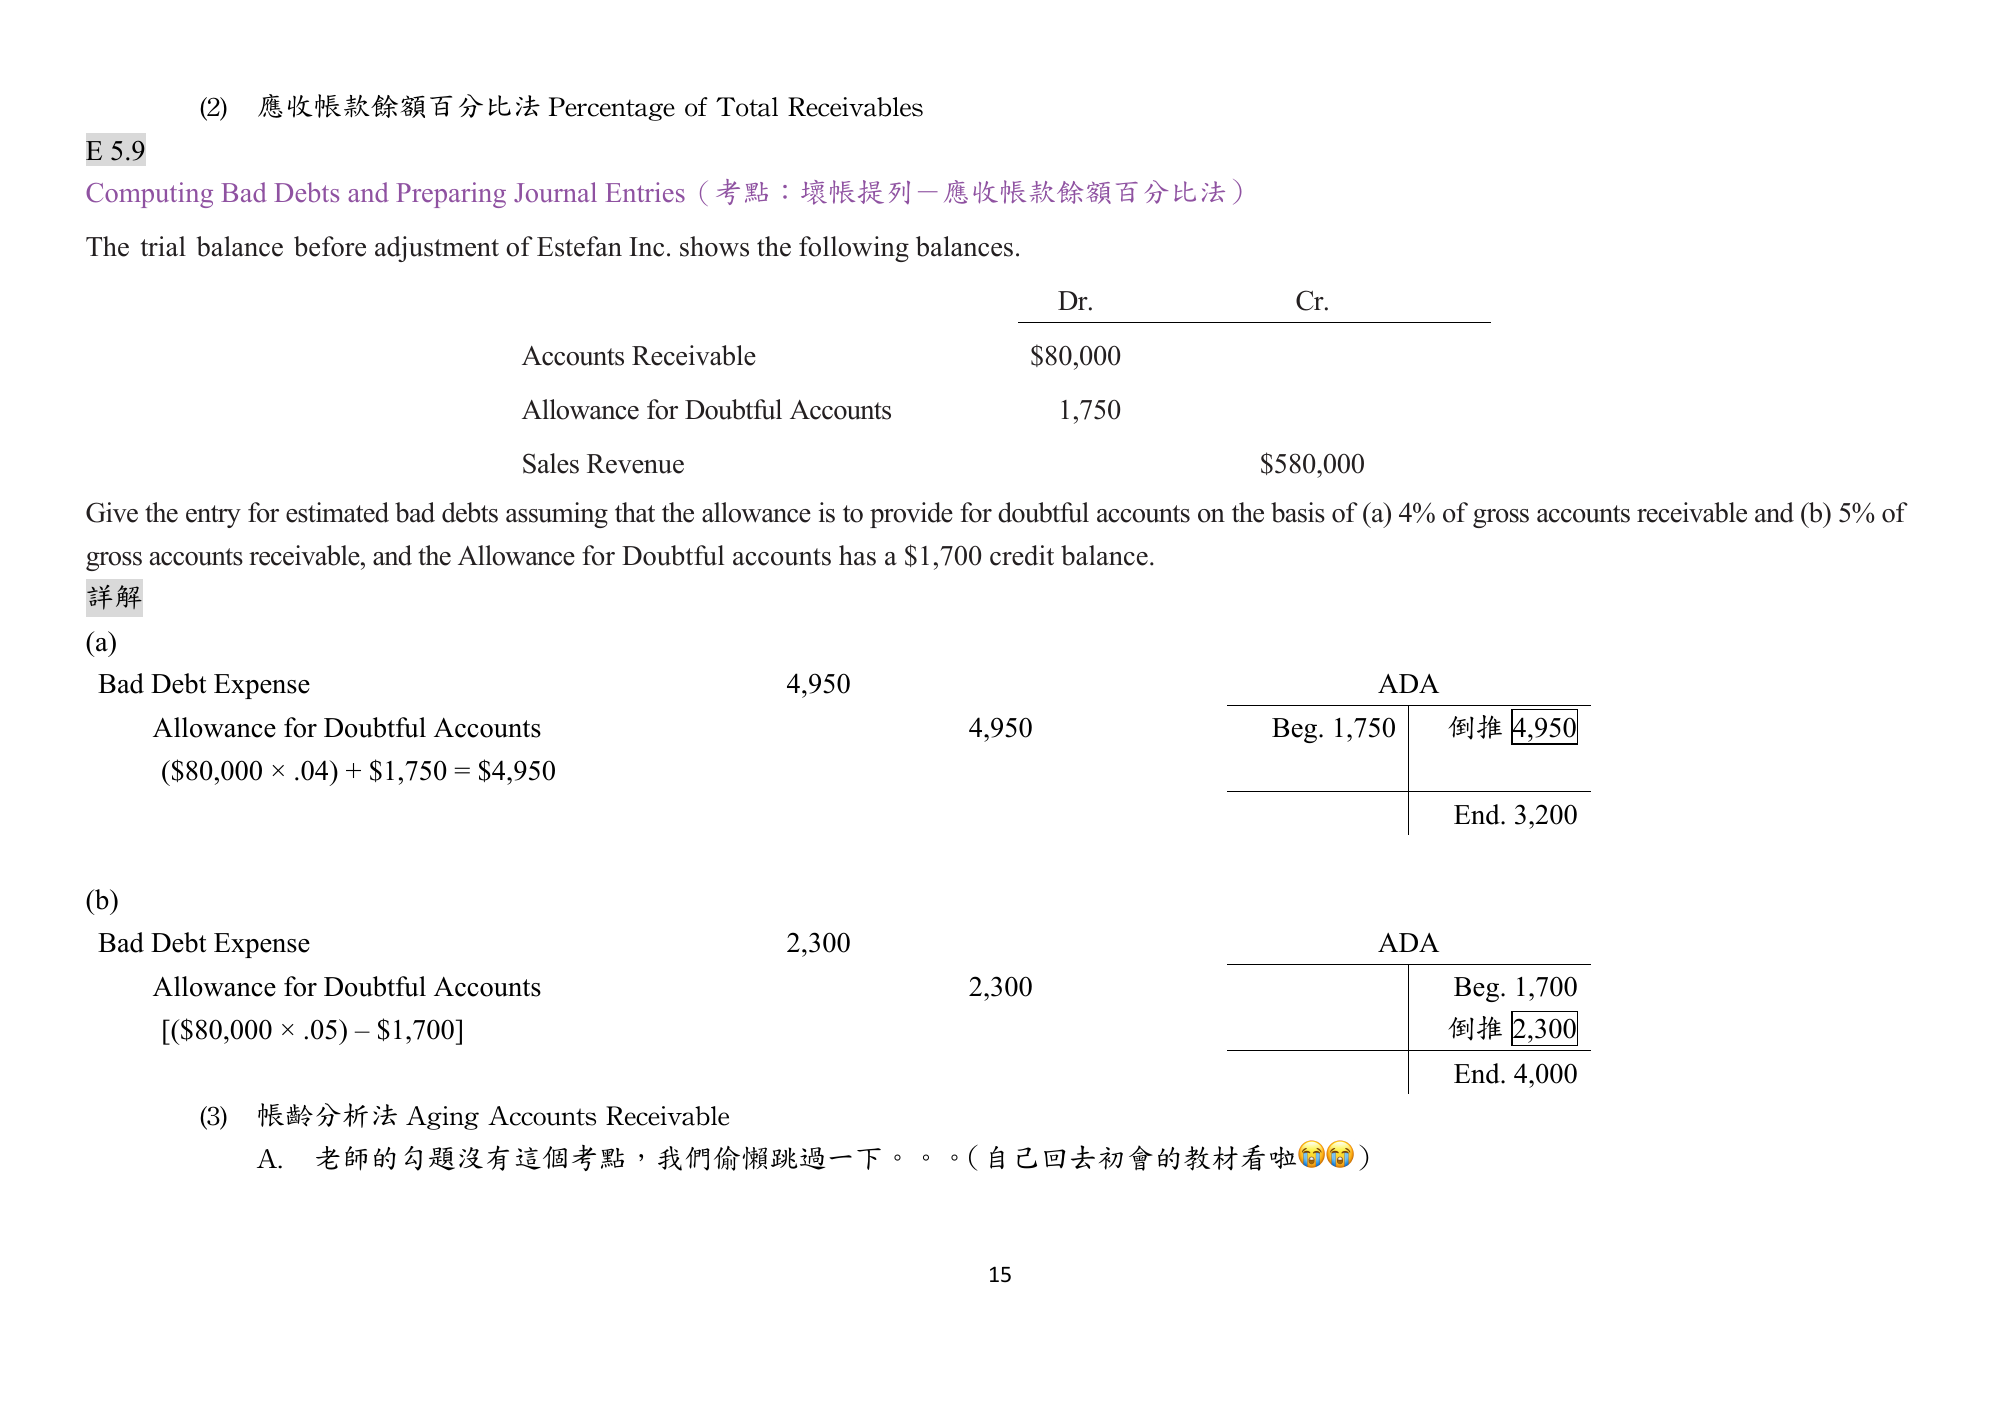 (2) 應收帳款餘額百分比法 Percentage of Total Receivables
E 5.9
Computing Bad Debts and Preparing Journal Entries（考點：壞帳提列－應收帳款餘額百分比法）
The trial balance before adjustment of Estefan Inc. shows the following balances.
Dr. Cr.
Accounts Receivable $80,000
Allowance for Doubtful Accounts 1,750
Sales Revenue $580,000
Give the entry for estimated bad debts assuming that the allowance is to provide for doubtful accounts on the basis of (a) 4% of gross accounts receivable and (b) 5% of
gross accounts receivable, and the Allowance for Doubtful accounts has a $1,700 credit balance.
詳解
(a)
Bad Debt Expense 4,950 ADA
Allowance for Doubtful Accounts 4,950 Beg. 1,750 倒推 4,950
($80,000 × .04) + $1,750 = $4,950
End. 3,200
(b)
Bad Debt Expense 2,300 ADA
Allowance for Doubtful Accounts 2,300 Beg. 1,700
[($80,000 × .05) – $1,700] 倒推 2,300
End. 4,000
(3) 帳齡分析法 Aging Accounts Receivable
A. 老師的勾題沒有這個考點，我們偷懶跳過一下。。。（自己回去初會的教材看啦😭😭）
15